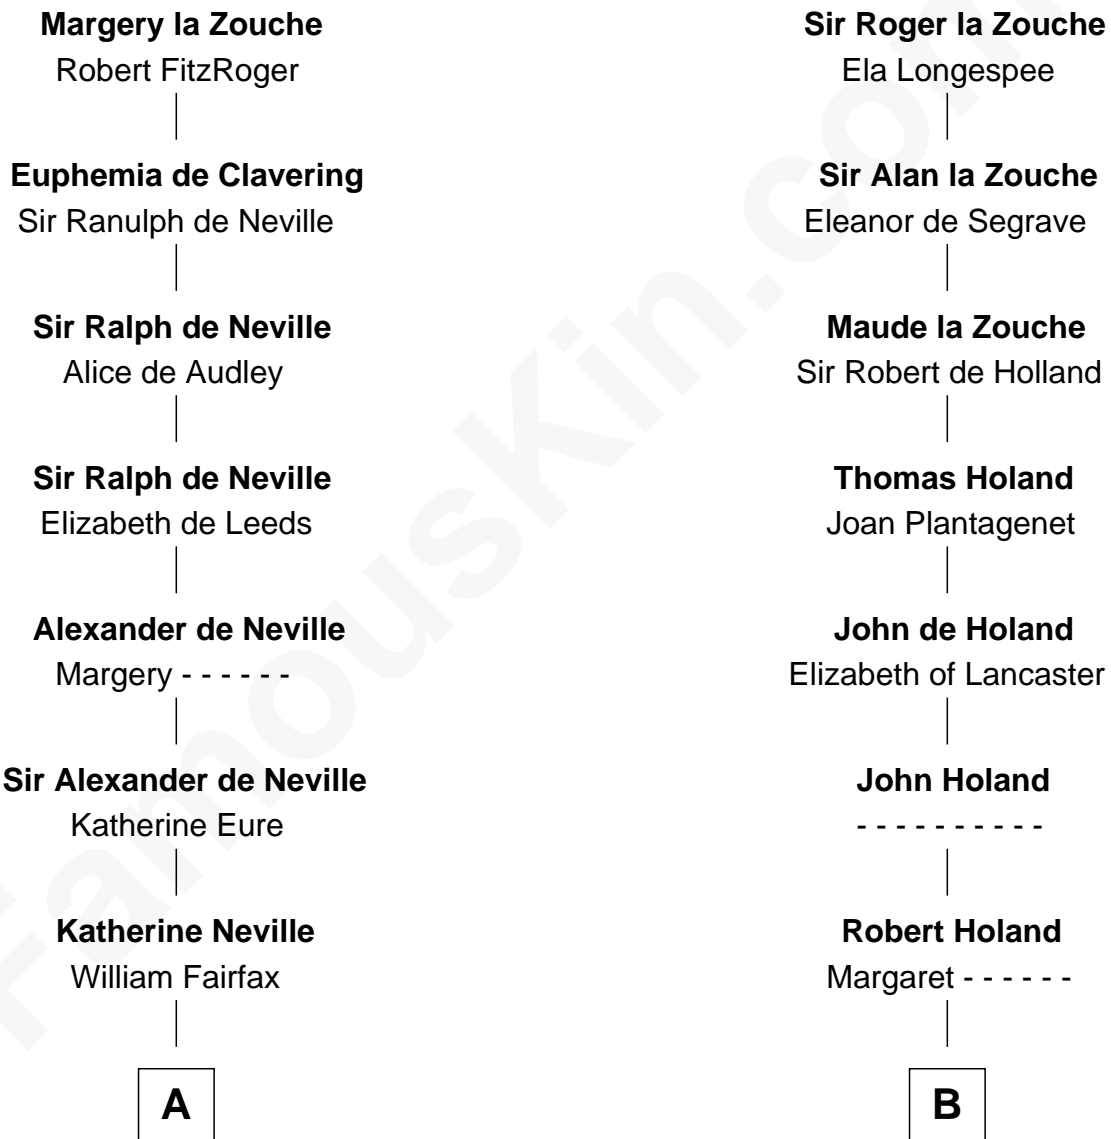 Margery la Zouche
Robert FitzRoger
Euphemia de Clavering
Sir Ranulph de Neville
Sir Ralph de Neville
Alice de Audley
Sir Ralph de Neville
Elizabeth de Leeds
Alexander de Neville
Margery - - - - - -
Sir Alexander de Neville
Katherine Eure
Katherine Neville
William Fairfax
A
Sir Roger la Zouche
Ela Longespee
Sir Alan la Zouche
Eleanor de Segrave
Maude la Zouche
Sir Robert de Holland
Thomas Holand
Joan Plantagenet
John de Holand
Elizabeth of Lancaster
John Holand
- - - - - - - - - -
Robert Holand
Margaret - - - - - -
B
FamousKin.com